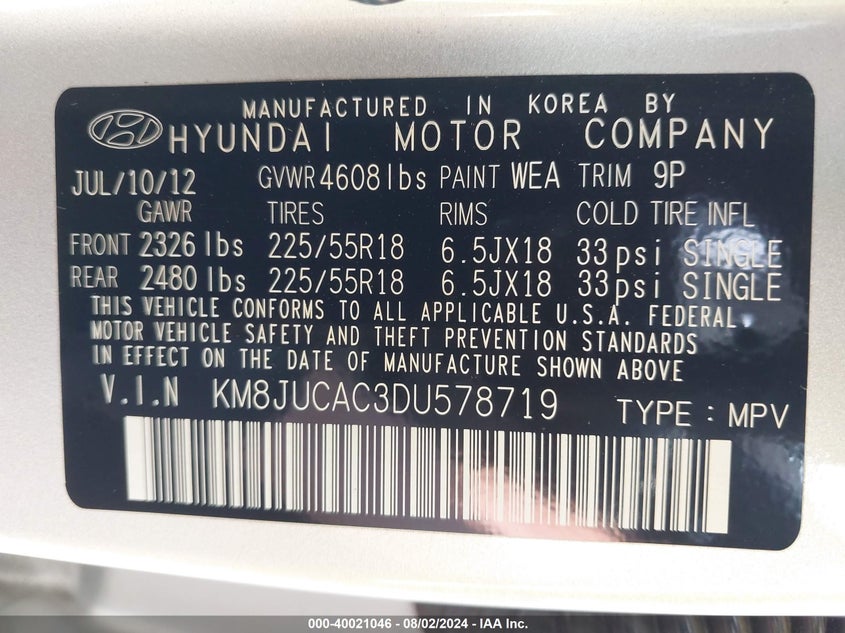 MANUFACTURED IN KOREA BY
HYUNDAI MOTOR COMPANY
JUL/10/12 GVWR 4608lbs PAINT WEA TRIM 9P
GAWR TIRES RIMS COLD TIRE INFL
FRONT 2326 lbs 225/55R18 6.5JX18 33psi SINGLE
REAR 2480 lbs 225/55R18 6.5JX18 33psi SINGLE
THIS VEHICLE CONFORMS TO ALL APPLICABLE U.S.A. FEDERAL
MOTOR VEHICLE SAFETY AND THEFT PREVENTION STANDARDS
IN EFFECT ON THE DATE OF MANUFACTURE SHOWN ABOVE
V.I.N KM8JUCAC3DU578719 TYPE : MPV
000-40021046 - 08/02/2024 - IAA Inc.